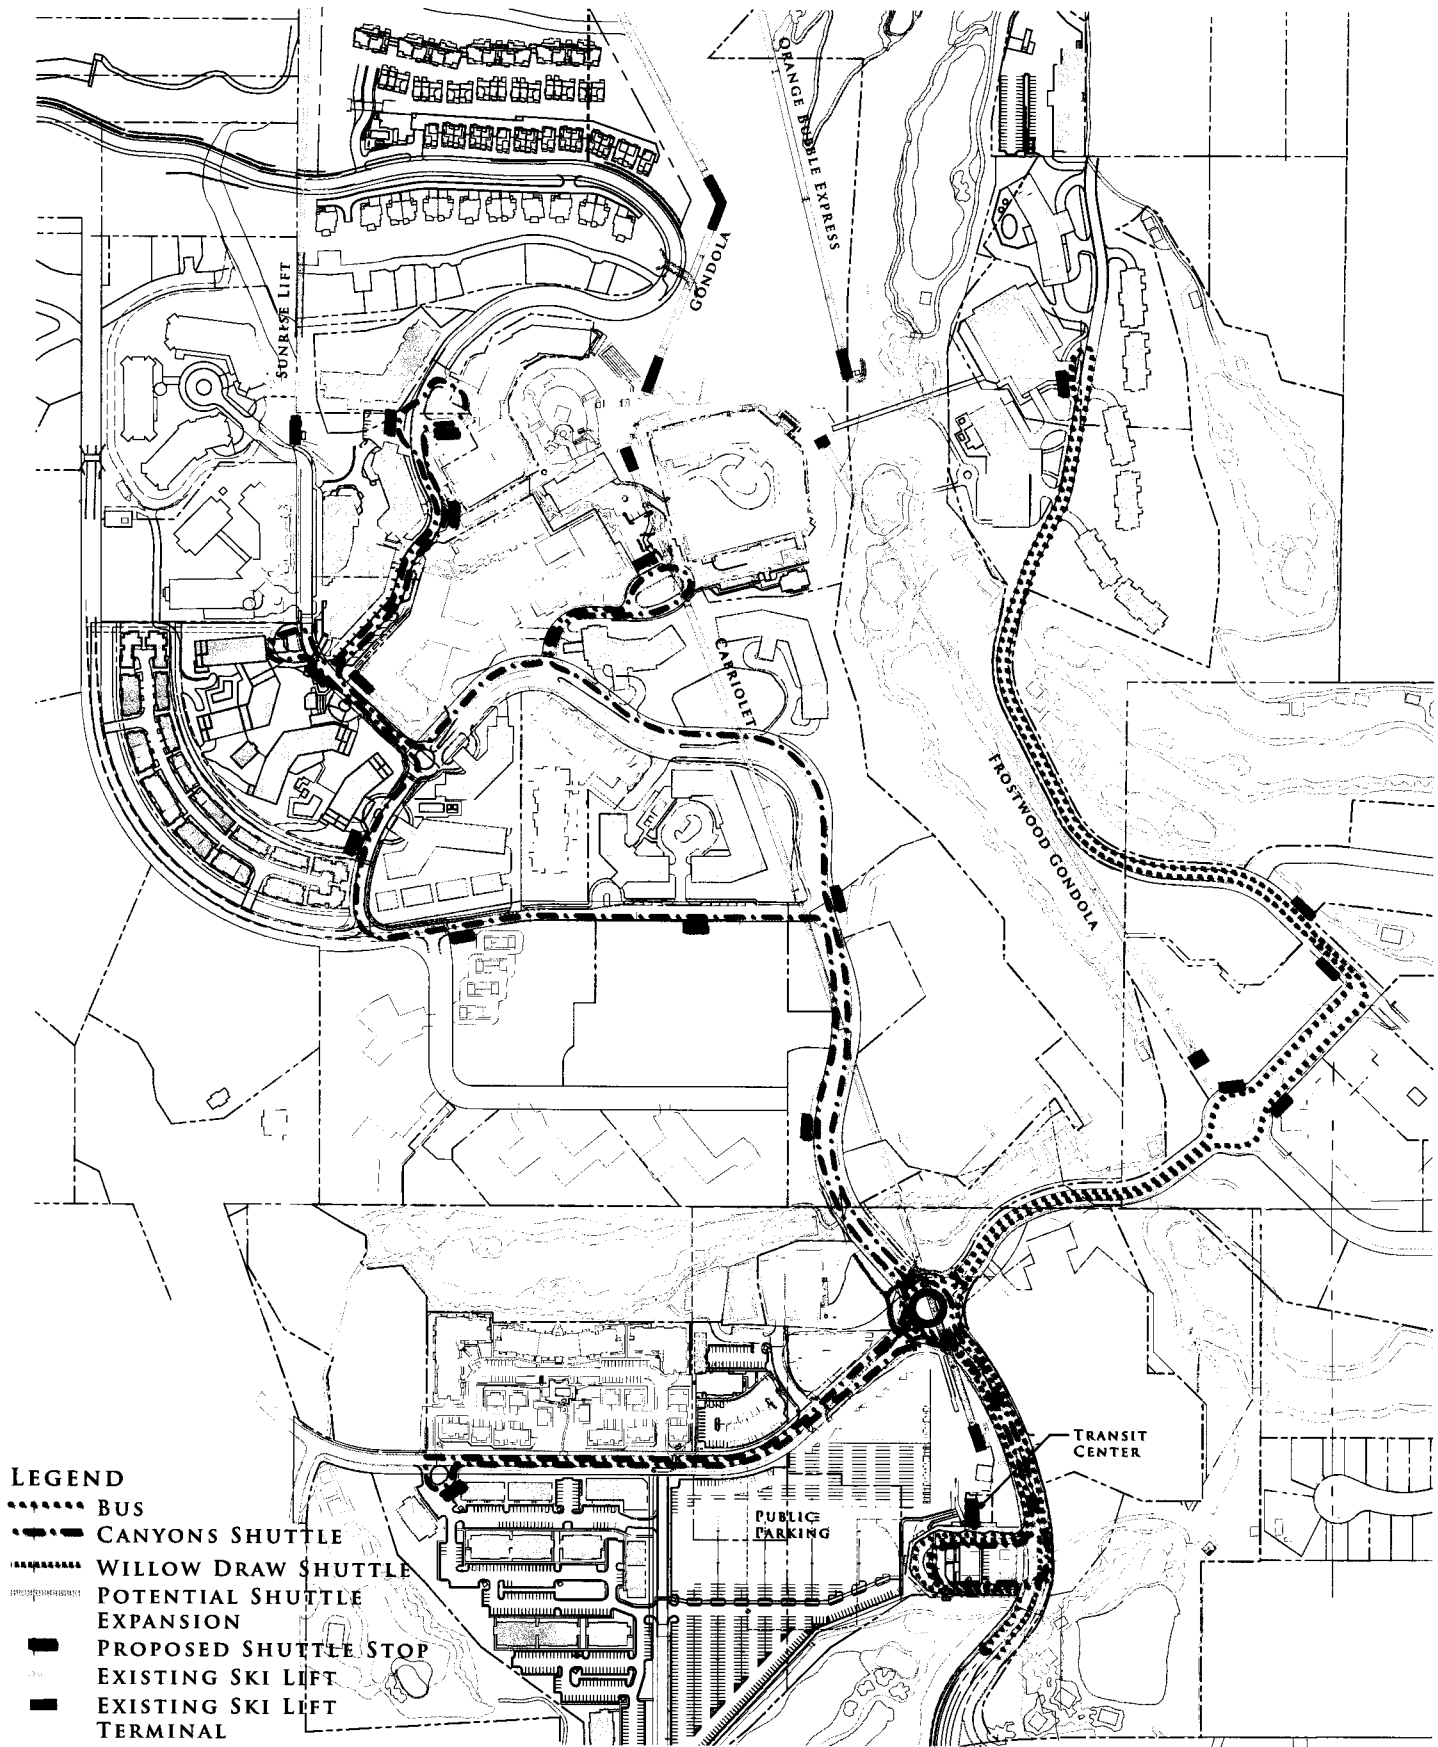 ORANGE BUBBLE EXPRESS
GONDOLA
SUNRISE LIFT
CABRIOLET
FROSTWOOD GONDOLA
TRANSIT
CENTER
PUBLIC
PARKING
LEGEND
BUS
CANYONS SHUTTLE
WILLOW DRAW SHUTTLE
POTENTIAL SHUTTLE
EXPANSION
PROPOSED SHUTTLE STOP
EXISTING SKI LIFT
EXISTING SKI LIFT
TERMINAL